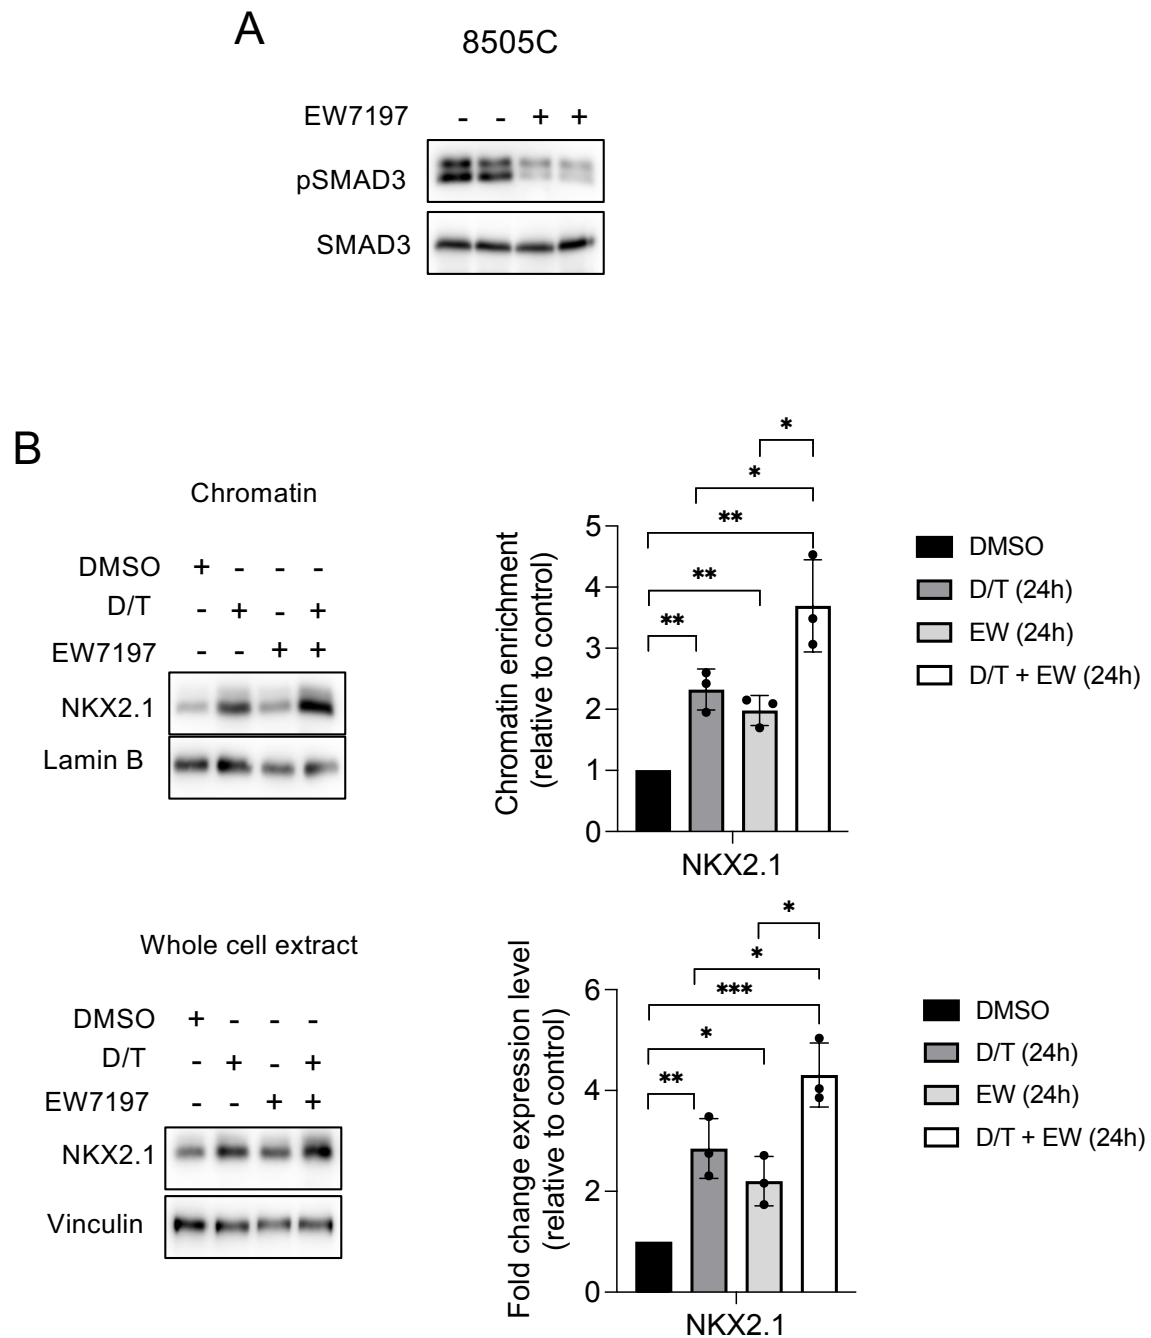 A
8505C
EW7197 - - + +
pSMAD3
SMAD3
B
Chromatin
DMSO + - - -
D/T - + - +
EW7197 - - + +
NKX2.1
Lamin B
*
*
**
**
**
Chromatin enrichment
(relative to control)
5
4
3
2
1
0
NKX2.1
DMSO
D/T (24h)
EW (24h)
D/T + EW (24h)
Whole cell extract
DMSO + - - -
D/T - + - +
EW7197 - - + +
NKX2.1
Vinculin
*
*
***
*
**
Fold change expression level
(relative to control)
6
4
2
0
NKX2.1
DMSO
D/T (24h)
EW (24h)
D/T + EW (24h)